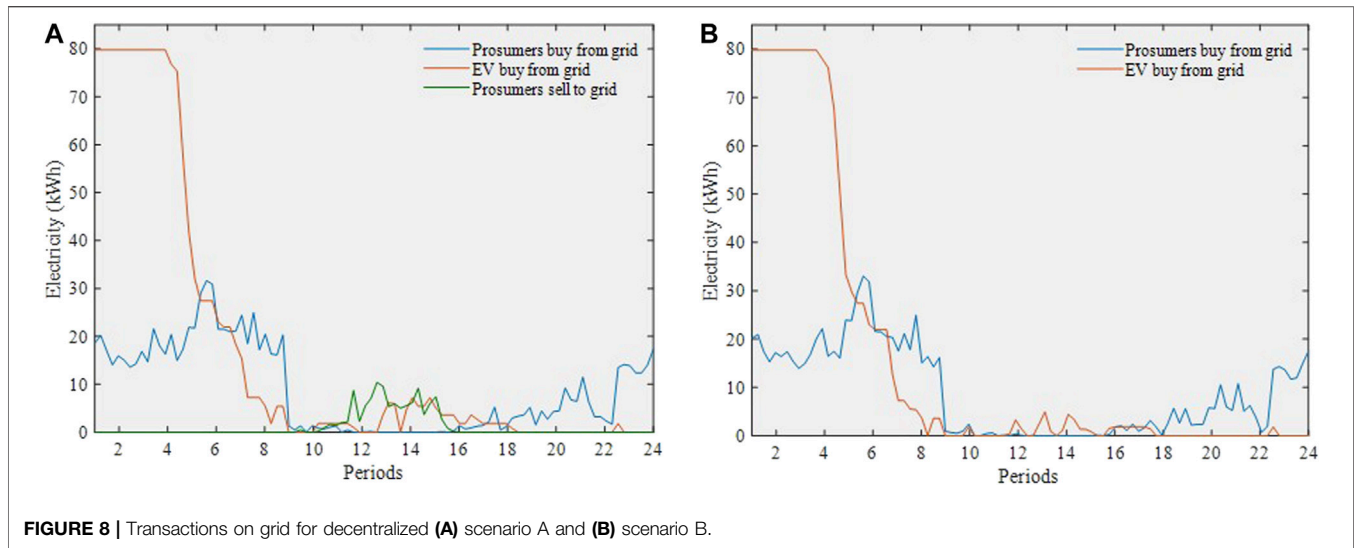 A
Prosumers buy from grid
EV buy from grid
Prosumers sell to grid
Electricity (kWh)
80
70
60
50
40
30
20
10
0
2 4 6 8 10 12 14 16 18 20 22 24
Periods
B
Prosumers buy from grid
EV buy from grid
Electricity (kWh)
80
70
60
50
40
30
20
10
0
2 4 6 8 10 12 14 16 18 20 22 24
Periods
FIGURE 8 | Transactions on grid for decentralized (A) scenario A and (B) scenario B.